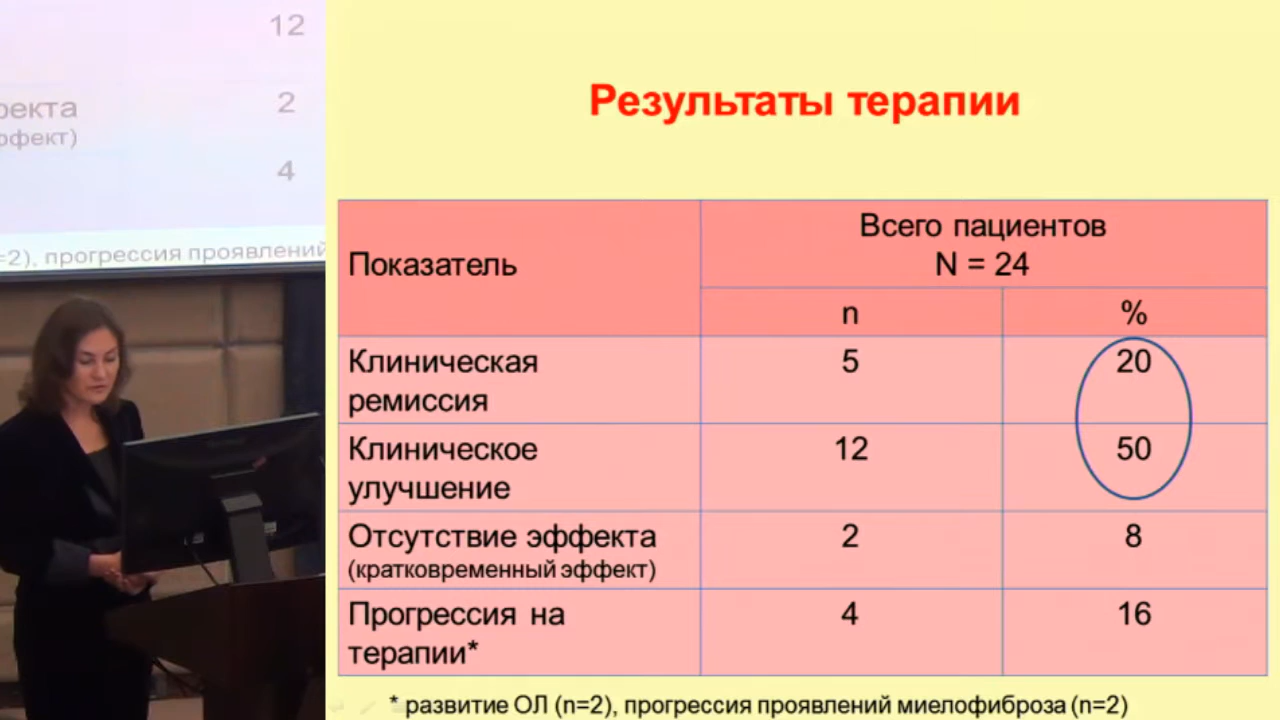 12
2
4
=2), прогрессия проявлений
Результаты терапии
Показатель
Всего пациентов
N = 24
n
%
Клиническая
ремиссия
5
20
Клиническое
улучшение
12
50
Отсутствие эффекта
(кратковременный эффект)
2
8
Прогрессия на
терапии*
4
16
* развитие ОЛ (n=2), прогрессия проявлений миелофиброза (n=2)